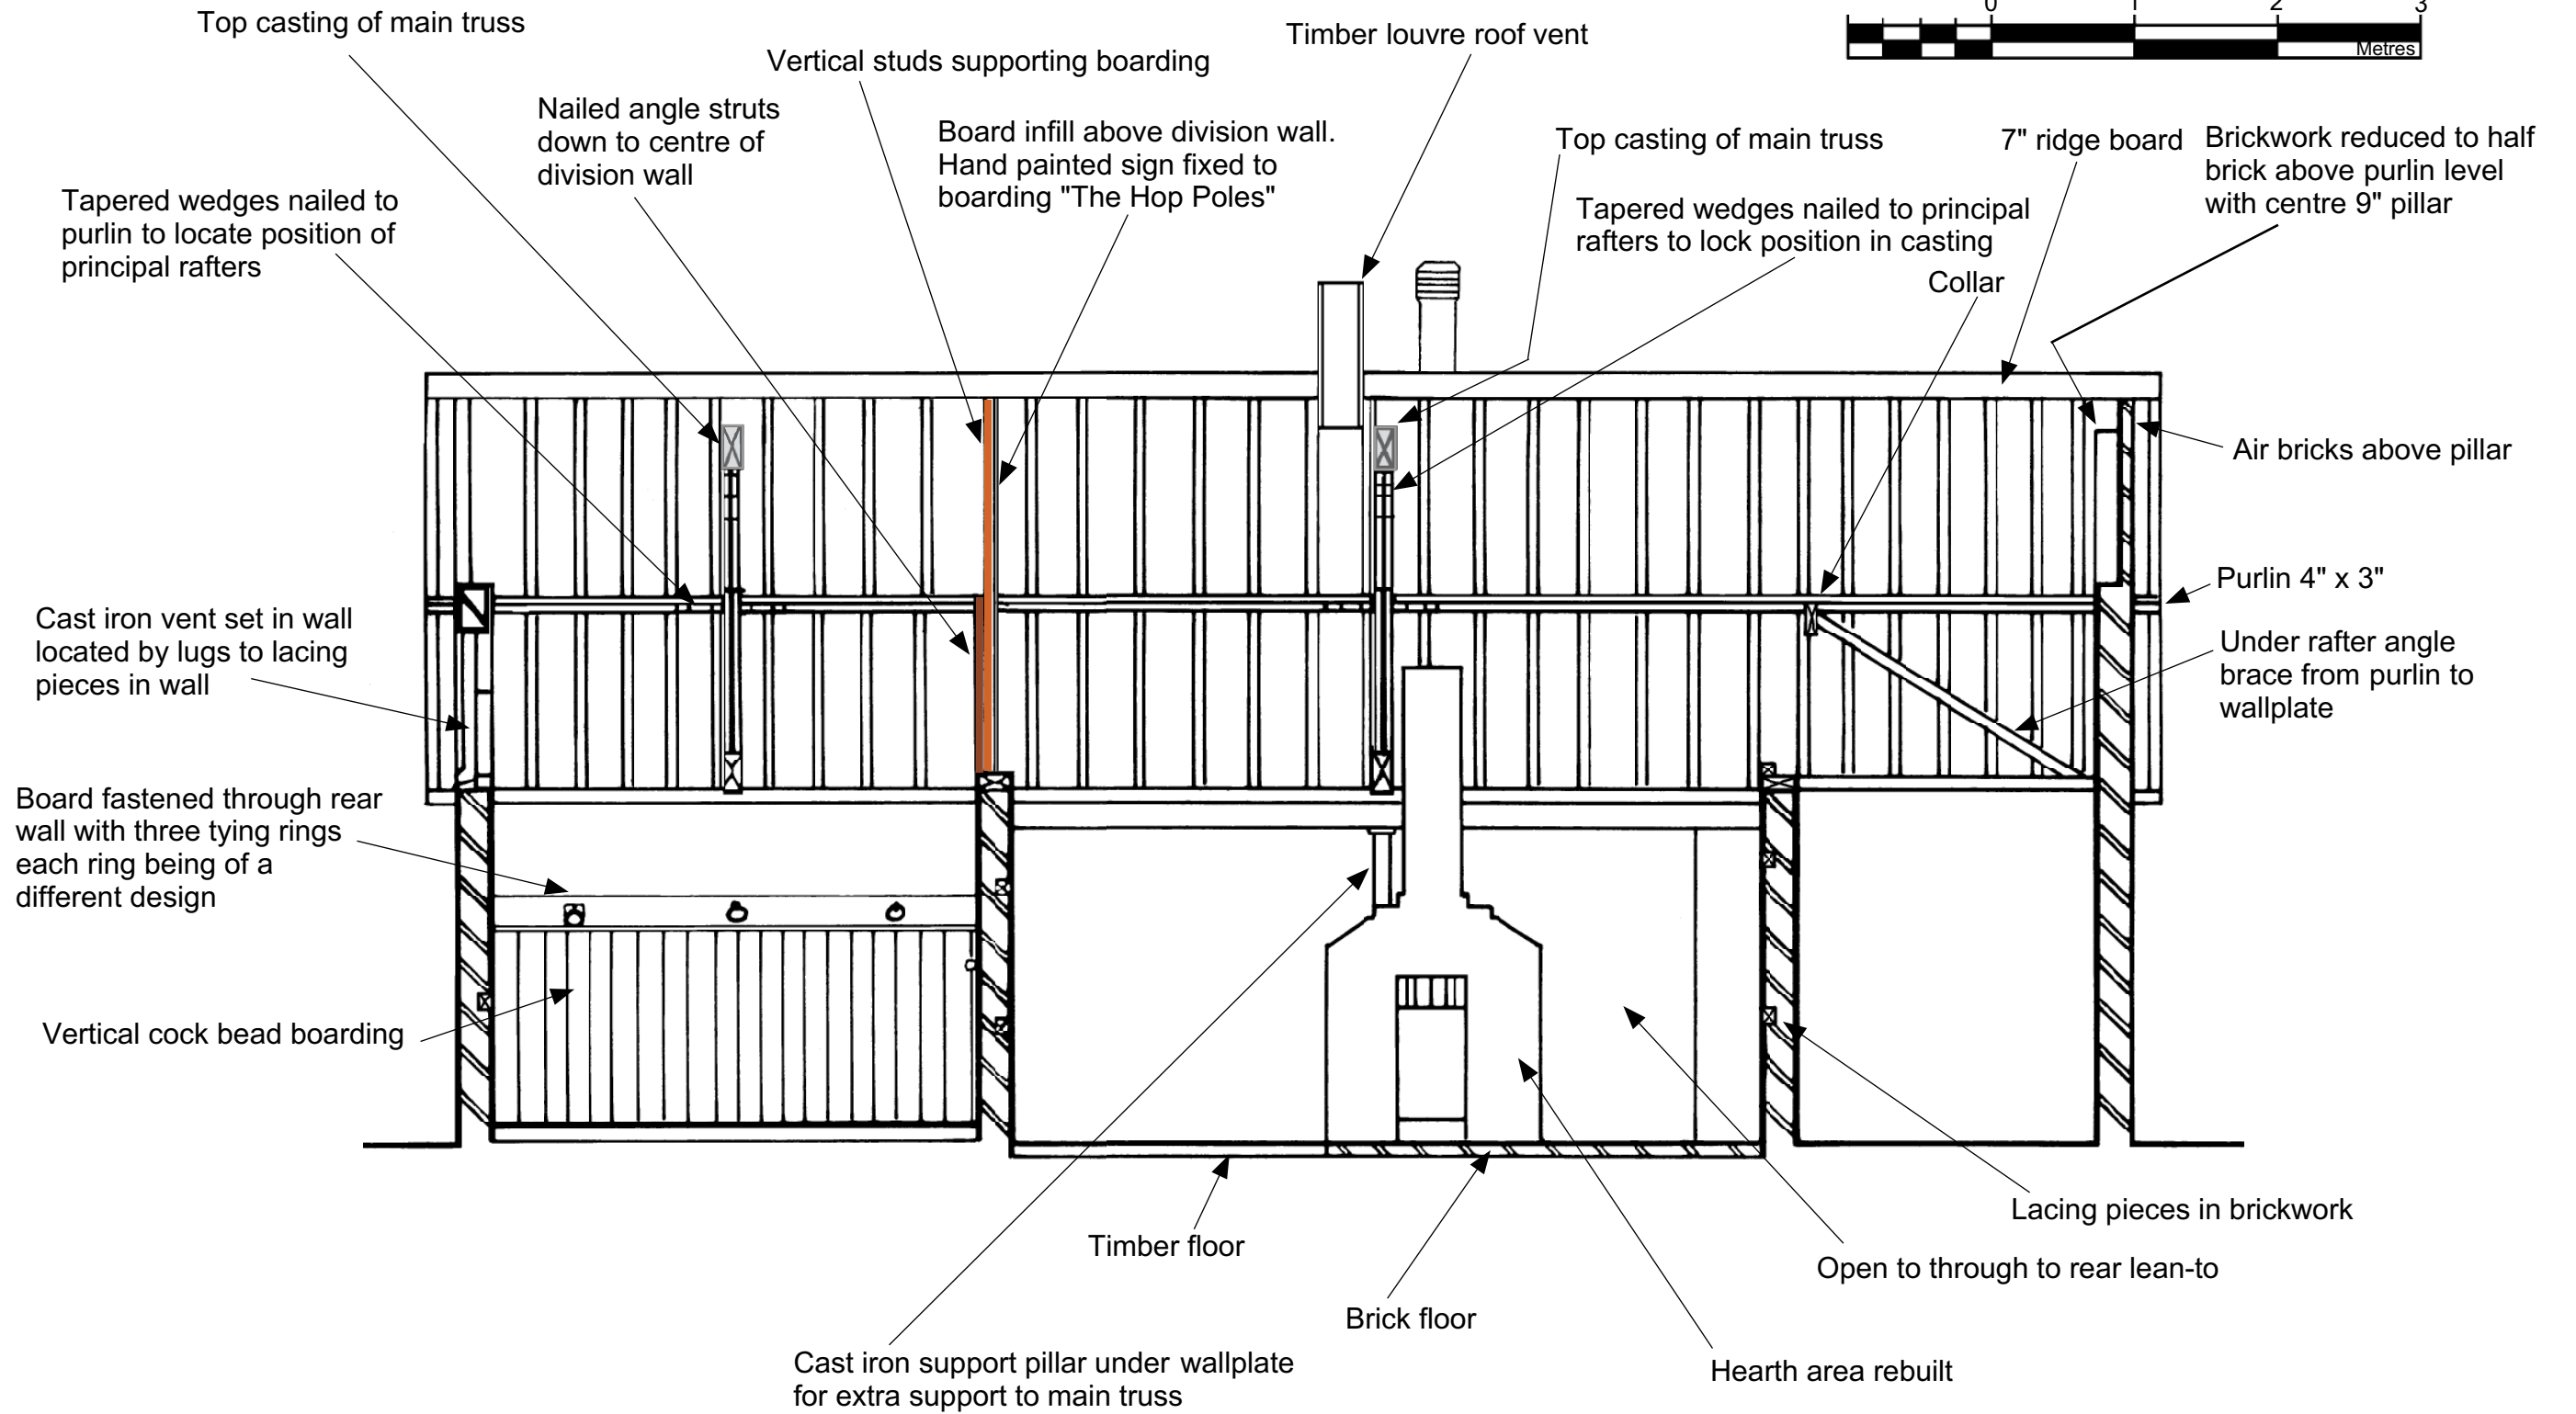 Top casting of main truss
Vertical studs supporting boarding
Timber louvre roof vent
0 1 2 3
Metres
Nailed angle struts
down to centre of
division wall
Board infill above division wall.
Hand painted sign fixed to
boarding "The Hop Poles"
Top casting of main truss
7" ridge board
Brickwork reduced to half
brick above purlin level
with centre 9" pillar
Tapered wedges nailed to
purlin to locate position of
principal rafters
Tapered wedges nailed to principal
rafters to lock position in casting
Collar
Air bricks above pillar
Purlin 4" x 3"
Cast iron vent set in wall
located by lugs to lacing
pieces in wall
Under rafter angle
brace from purlin to
wallplate
Board fastened through rear
wall with three tying rings
each ring being of a
different design
Vertical cock bead boarding
Lacing pieces in brickwork
Timber floor
Open to through to rear lean-to
Brick floor
Cast iron support pillar under wallplate
for extra support to main truss
Hearth area rebuilt